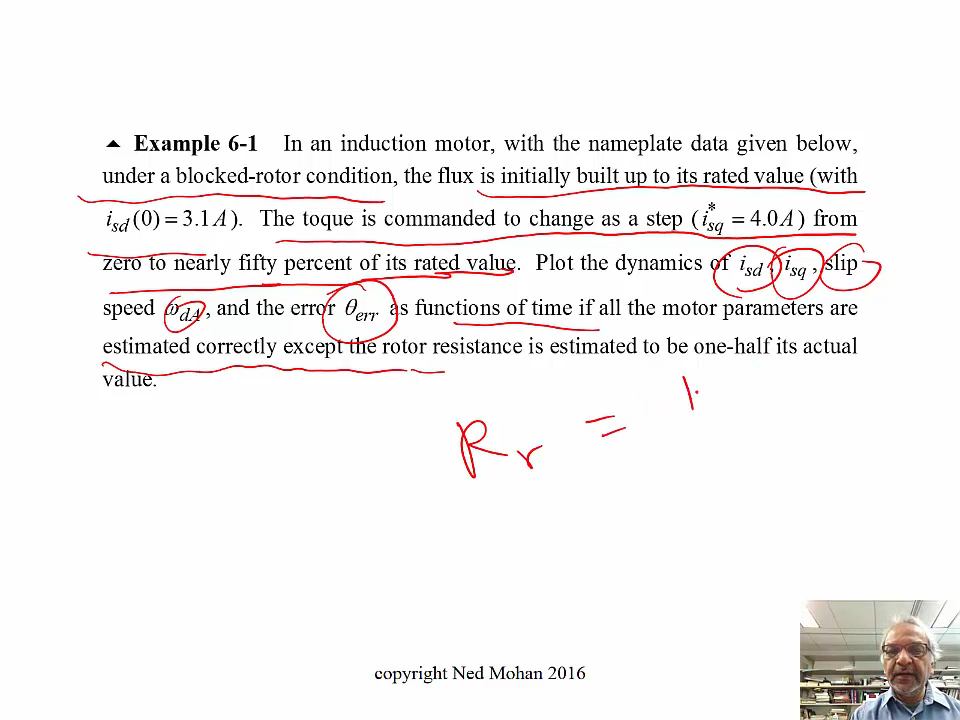 ▲ Example 6-1 In an induction motor, with the nameplate data given below,
under a blocked-rotor condition, the flux is initially built up to its rated value (with
i_sd(0) = 3.1 A). The toque is commanded to change as a step (i*_sq = 4.0 A) from
zero to nearly fifty percent of its rated value. Plot the dynamics of i_sd, i_sq, slip
speed ω_dA, and the error θ_err as functions of time if all the motor parameters are
estimated correctly except the rotor resistance is estimated to be one-half its actual
value.
R_r =
copyright Ned Mohan 2016